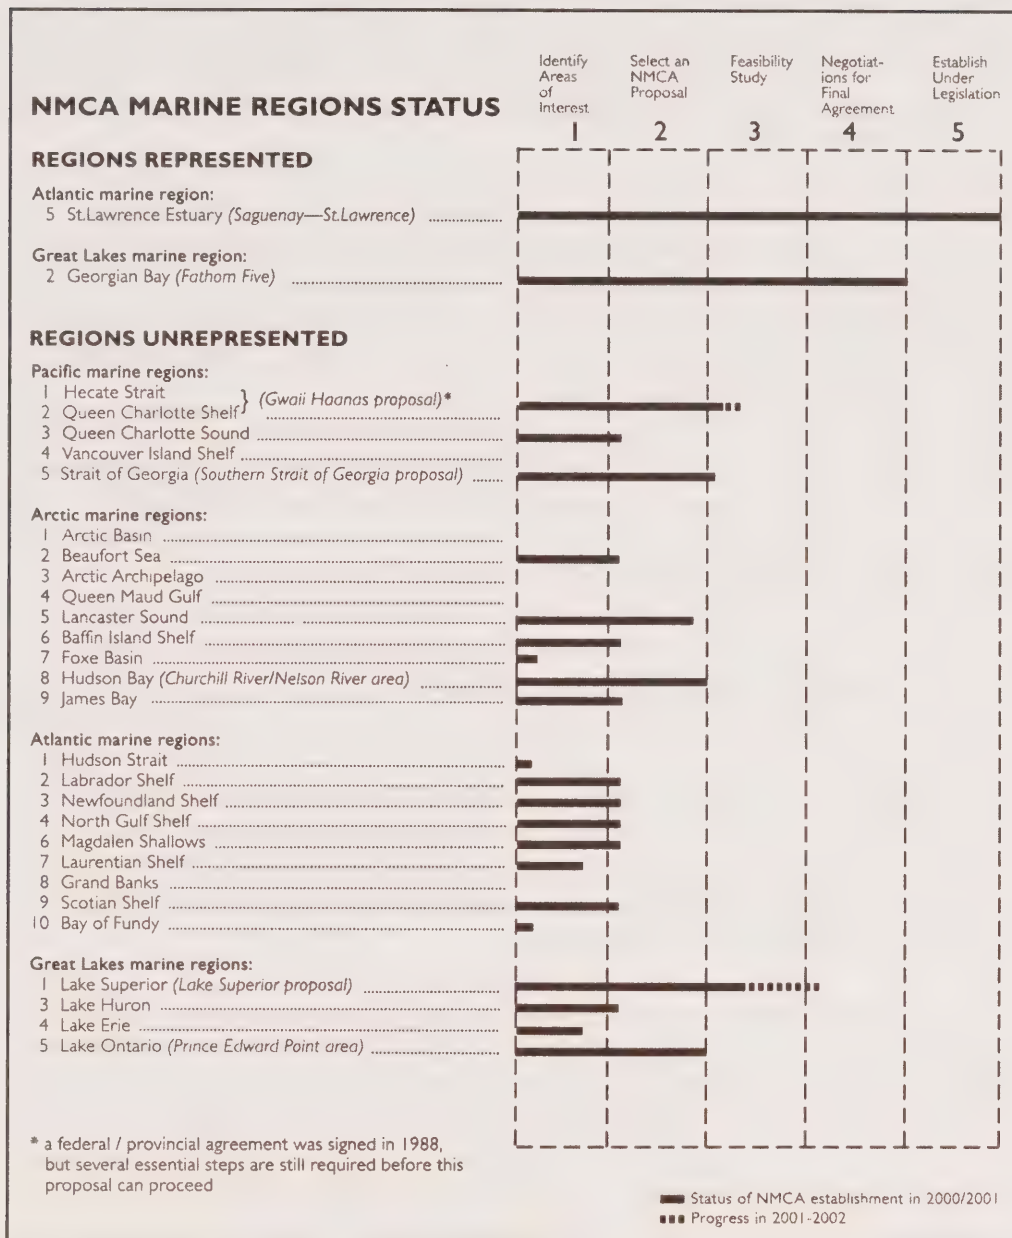 NMCA MARINE REGIONS STATUS
Identify Areas of Interest
1
Select an NMCA Proposal
2
Feasibility Study
3
Negotiat-ions for Final Agreement
4
Establish Under Legislation
5
REGIONS REPRESENTED
Atlantic marine region:
5 St.Lawrence Estuary (Saguenay—St.Lawrence)
Great Lakes marine region:
2 Georgian Bay (Fathom Five)
REGIONS UNREPRESENTED
Pacific marine regions:
1 Hecate Strait
2 Queen Charlotte Shelf } (Gwaii Haanas proposal)*
3 Queen Charlotte Sound
4 Vancouver Island Shelf
5 Strait of Georgia (Southern Strait of Georgia proposal)
Arctic marine regions:
1 Arctic Basin
2 Beaufort Sea
3 Arctic Archipelago
4 Queen Maud Gulf
5 Lancaster Sound
6 Baffin Island Shelf
7 Foxe Basin
8 Hudson Bay (Churchill River/Nelson River area)
9 James Bay
Atlantic marine regions:
1 Hudson Strait
2 Labrador Shelf
3 Newfoundland Shelf
4 North Gulf Shelf
6 Magdalen Shallows
7 Laurentian Shelf
8 Grand Banks
9 Scotian Shelf
10 Bay of Fundy
Great Lakes marine regions:
1 Lake Superior (Lake Superior proposal)
3 Lake Huron
4 Lake Erie
5 Lake Ontario (Prince Edward Point area)
* a federal / provincial agreement was signed in 1988,
but several essential steps are still required before this
proposal can proceed
Status of NMCA establishment in 2000/2001
Progress in 2001-2002